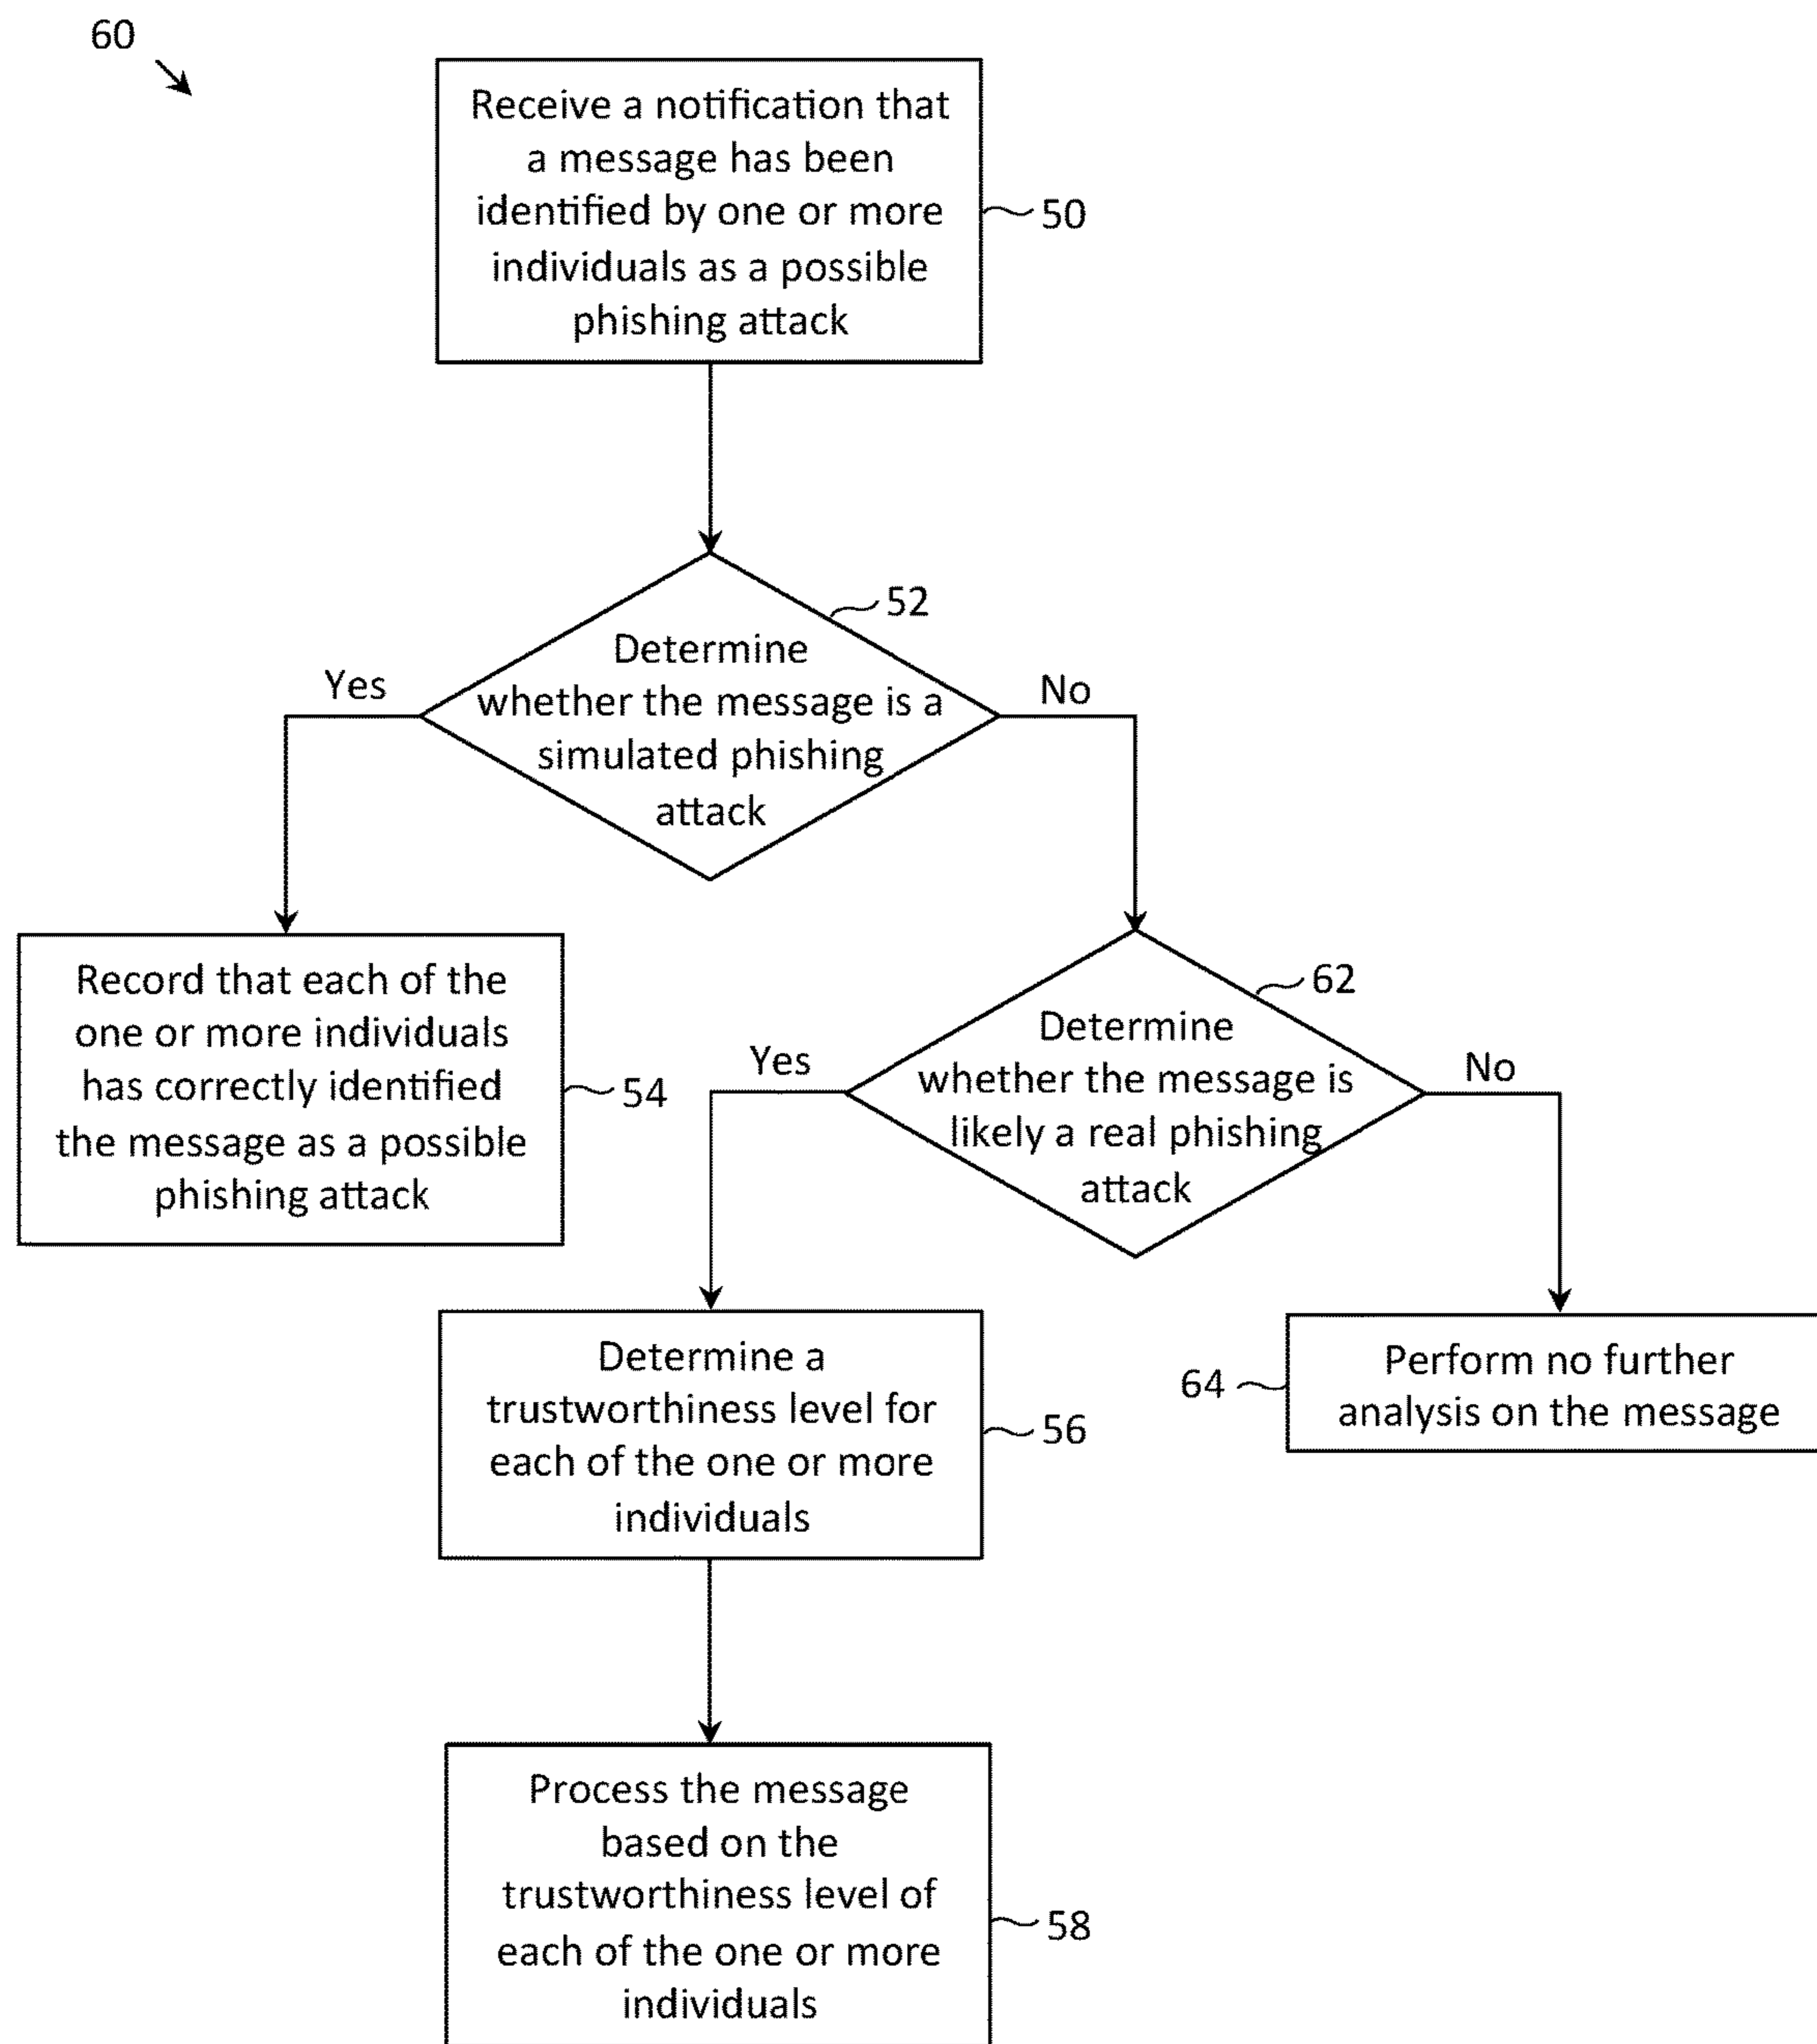 60
Receive a notification that
a message has been
identified by one or more
individuals as a possible
phishing attack
50
52
Determine
whether the message is a
simulated phishing
attack
Yes
No
Record that each of the
one or more individuals
has correctly identified
the message as a possible
phishing attack
54
62
Determine
whether the message is
likely a real phishing
attack
Yes
No
Determine a
trustworthiness level for
each of the one or more
individuals
56
64
Perform no further
analysis on the message
Process the message
based on the
trustworthiness level of
each of the one or more
individuals
58